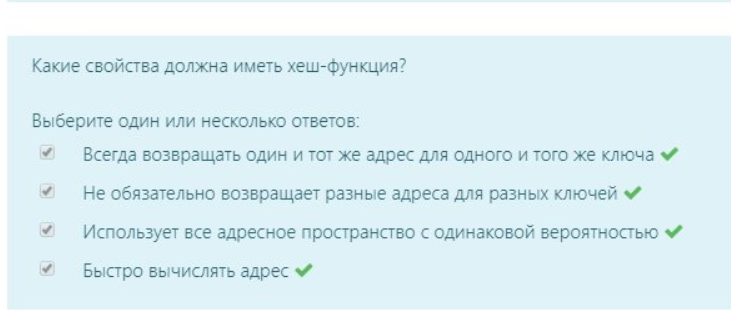 Какие свойства должна иметь хеш-функция?
Выберите один или несколько ответов:
Всегда возвращать один и тот же адрес для одного и того же ключа
Не обязательно возвращает разные адреса для разных ключей
Использует все адресное пространство с одинаковой вероятностью
Быстро вычислять адрес